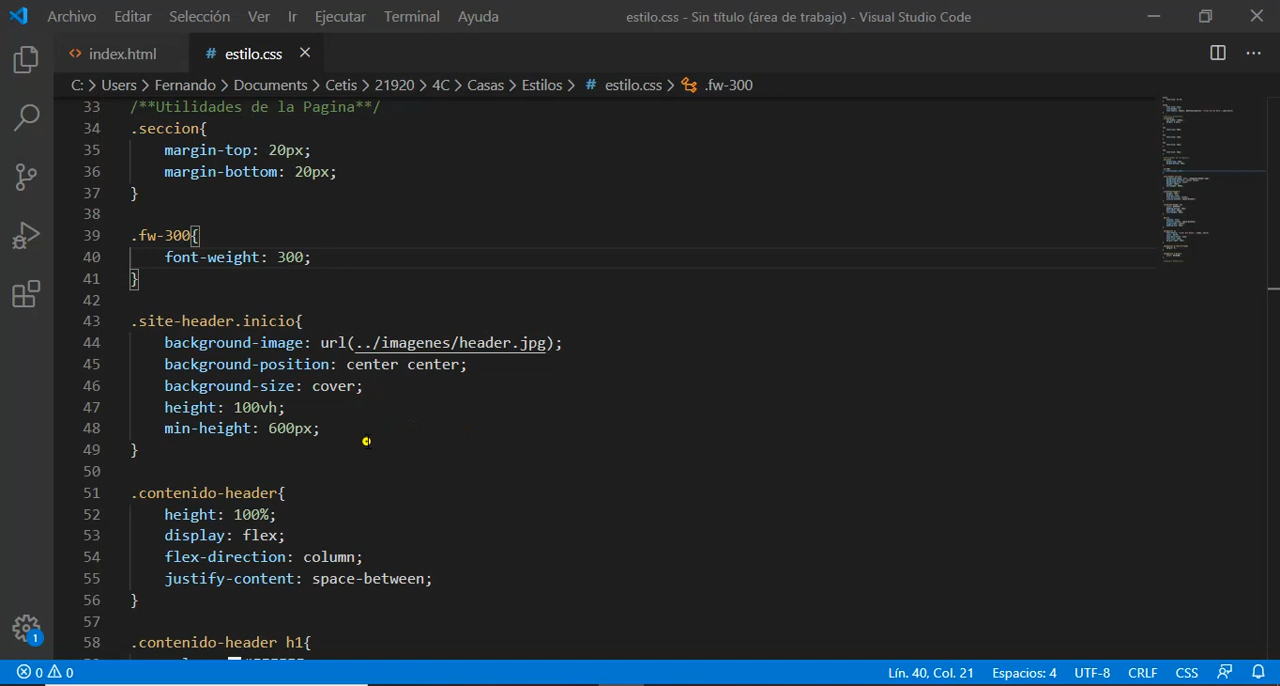 Archivo Editar Selección Ver Ir Ejecutar Terminal Ayuda estilo.css - Sin título (área de trabajo) - Visual Studio Code
index.html # estilo.css
C: > Users > Fernando > Documents > Cetis > 21920 > 4C > Casas > Estilos > # estilo.css > .fw-300
33 /**Utilidades de la Pagina**/
34 .seccion{
35 margin-top: 20px;
36 margin-bottom: 20px;
37 }
38
39 .fw-300{
40 font-weight: 300;
41 }
42
43 .site-header.inicio{
44 background-image: url(../imagenes/header.jpg);
45 background-position: center center;
46 background-size: cover;
47 height: 100vh;
48 min-height: 600px;
49 }
50
51 .contenido-header{
52 height: 100%;
53 display: flex;
54 flex-direction: column;
55 justify-content: space-between;
56 }
57
58 .contenido-header h1{
1
0 0 Lín. 40, Col. 21 Espacios: 4 UTF-8 CRLF CSS